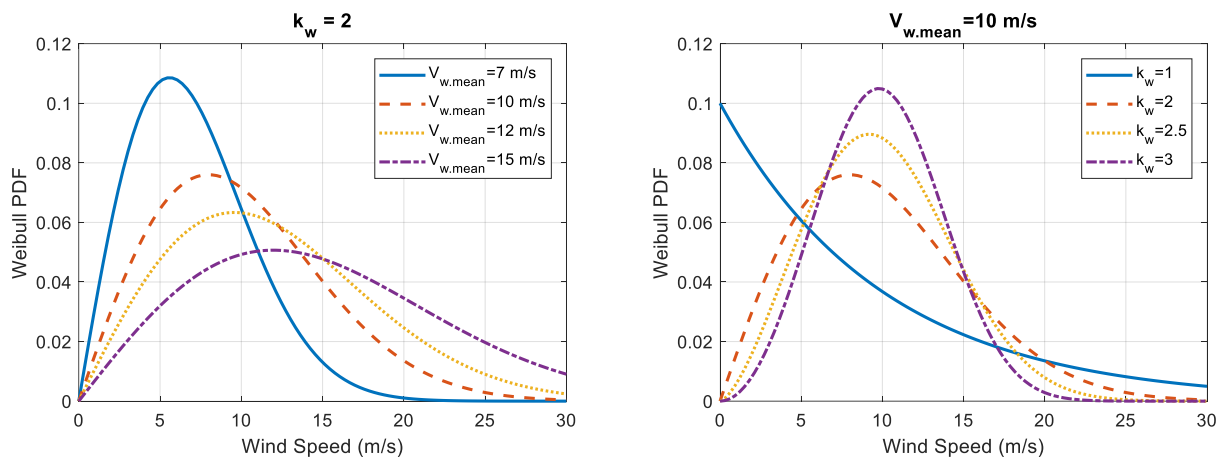 k_w = 2
0.12
0.1
0.08
0.06
0.04
0.02
0
Weibull PDF
V_w.mean=7 m/s
V_w.mean=10 m/s
V_w.mean=12 m/s
V_w.mean=15 m/s
0 5 10 15 20 25 30
Wind Speed (m/s)
V_w.mean=10 m/s
0.12
0.1
0.08
0.06
0.04
0.02
0
Weibull PDF
k_w=1
k_w=2
k_w=2.5
k_w=3
0 5 10 15 20 25 30
Wind Speed (m/s)